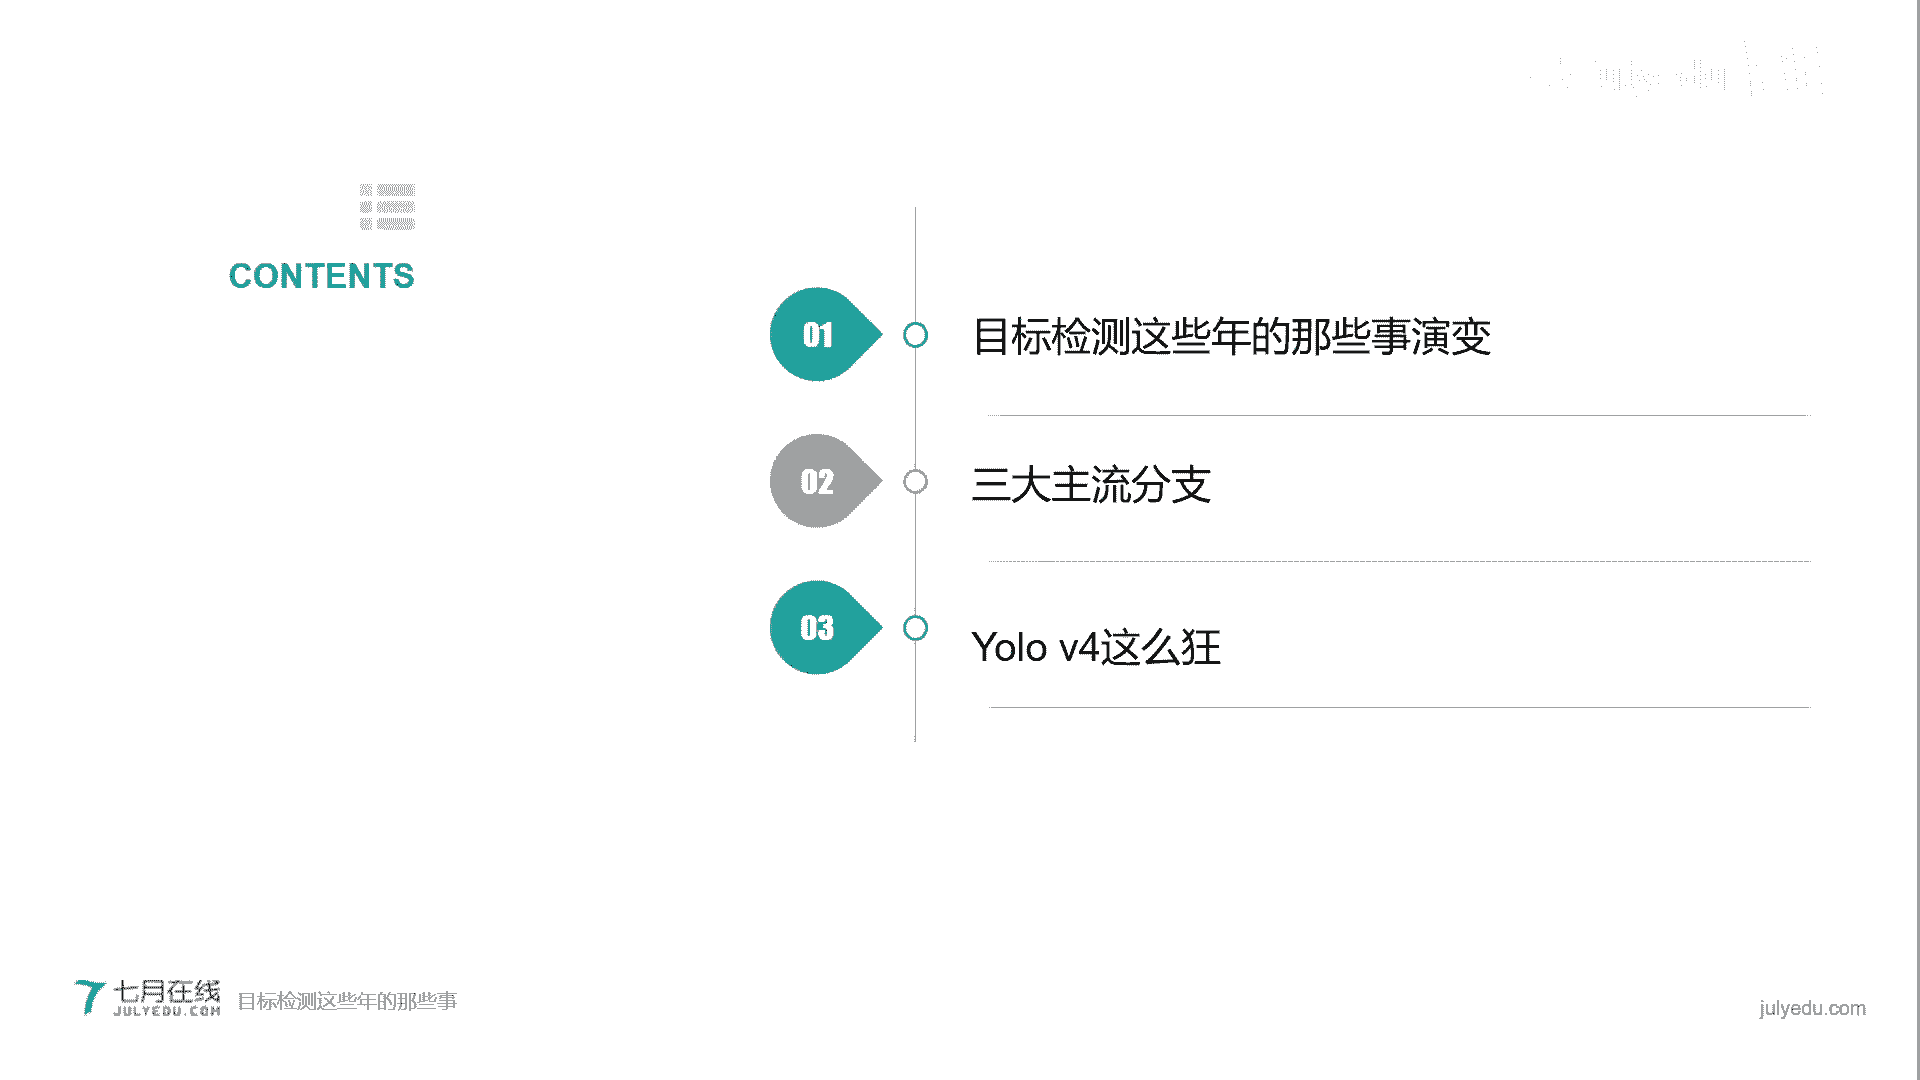 CONTENTS
01
目标检测这些年的那些事演变
02
三大主流分支
03
Yolo v4这么狂
七月在线
JULYEDU.COM
目标检测这些年的那些事
julyedu.com